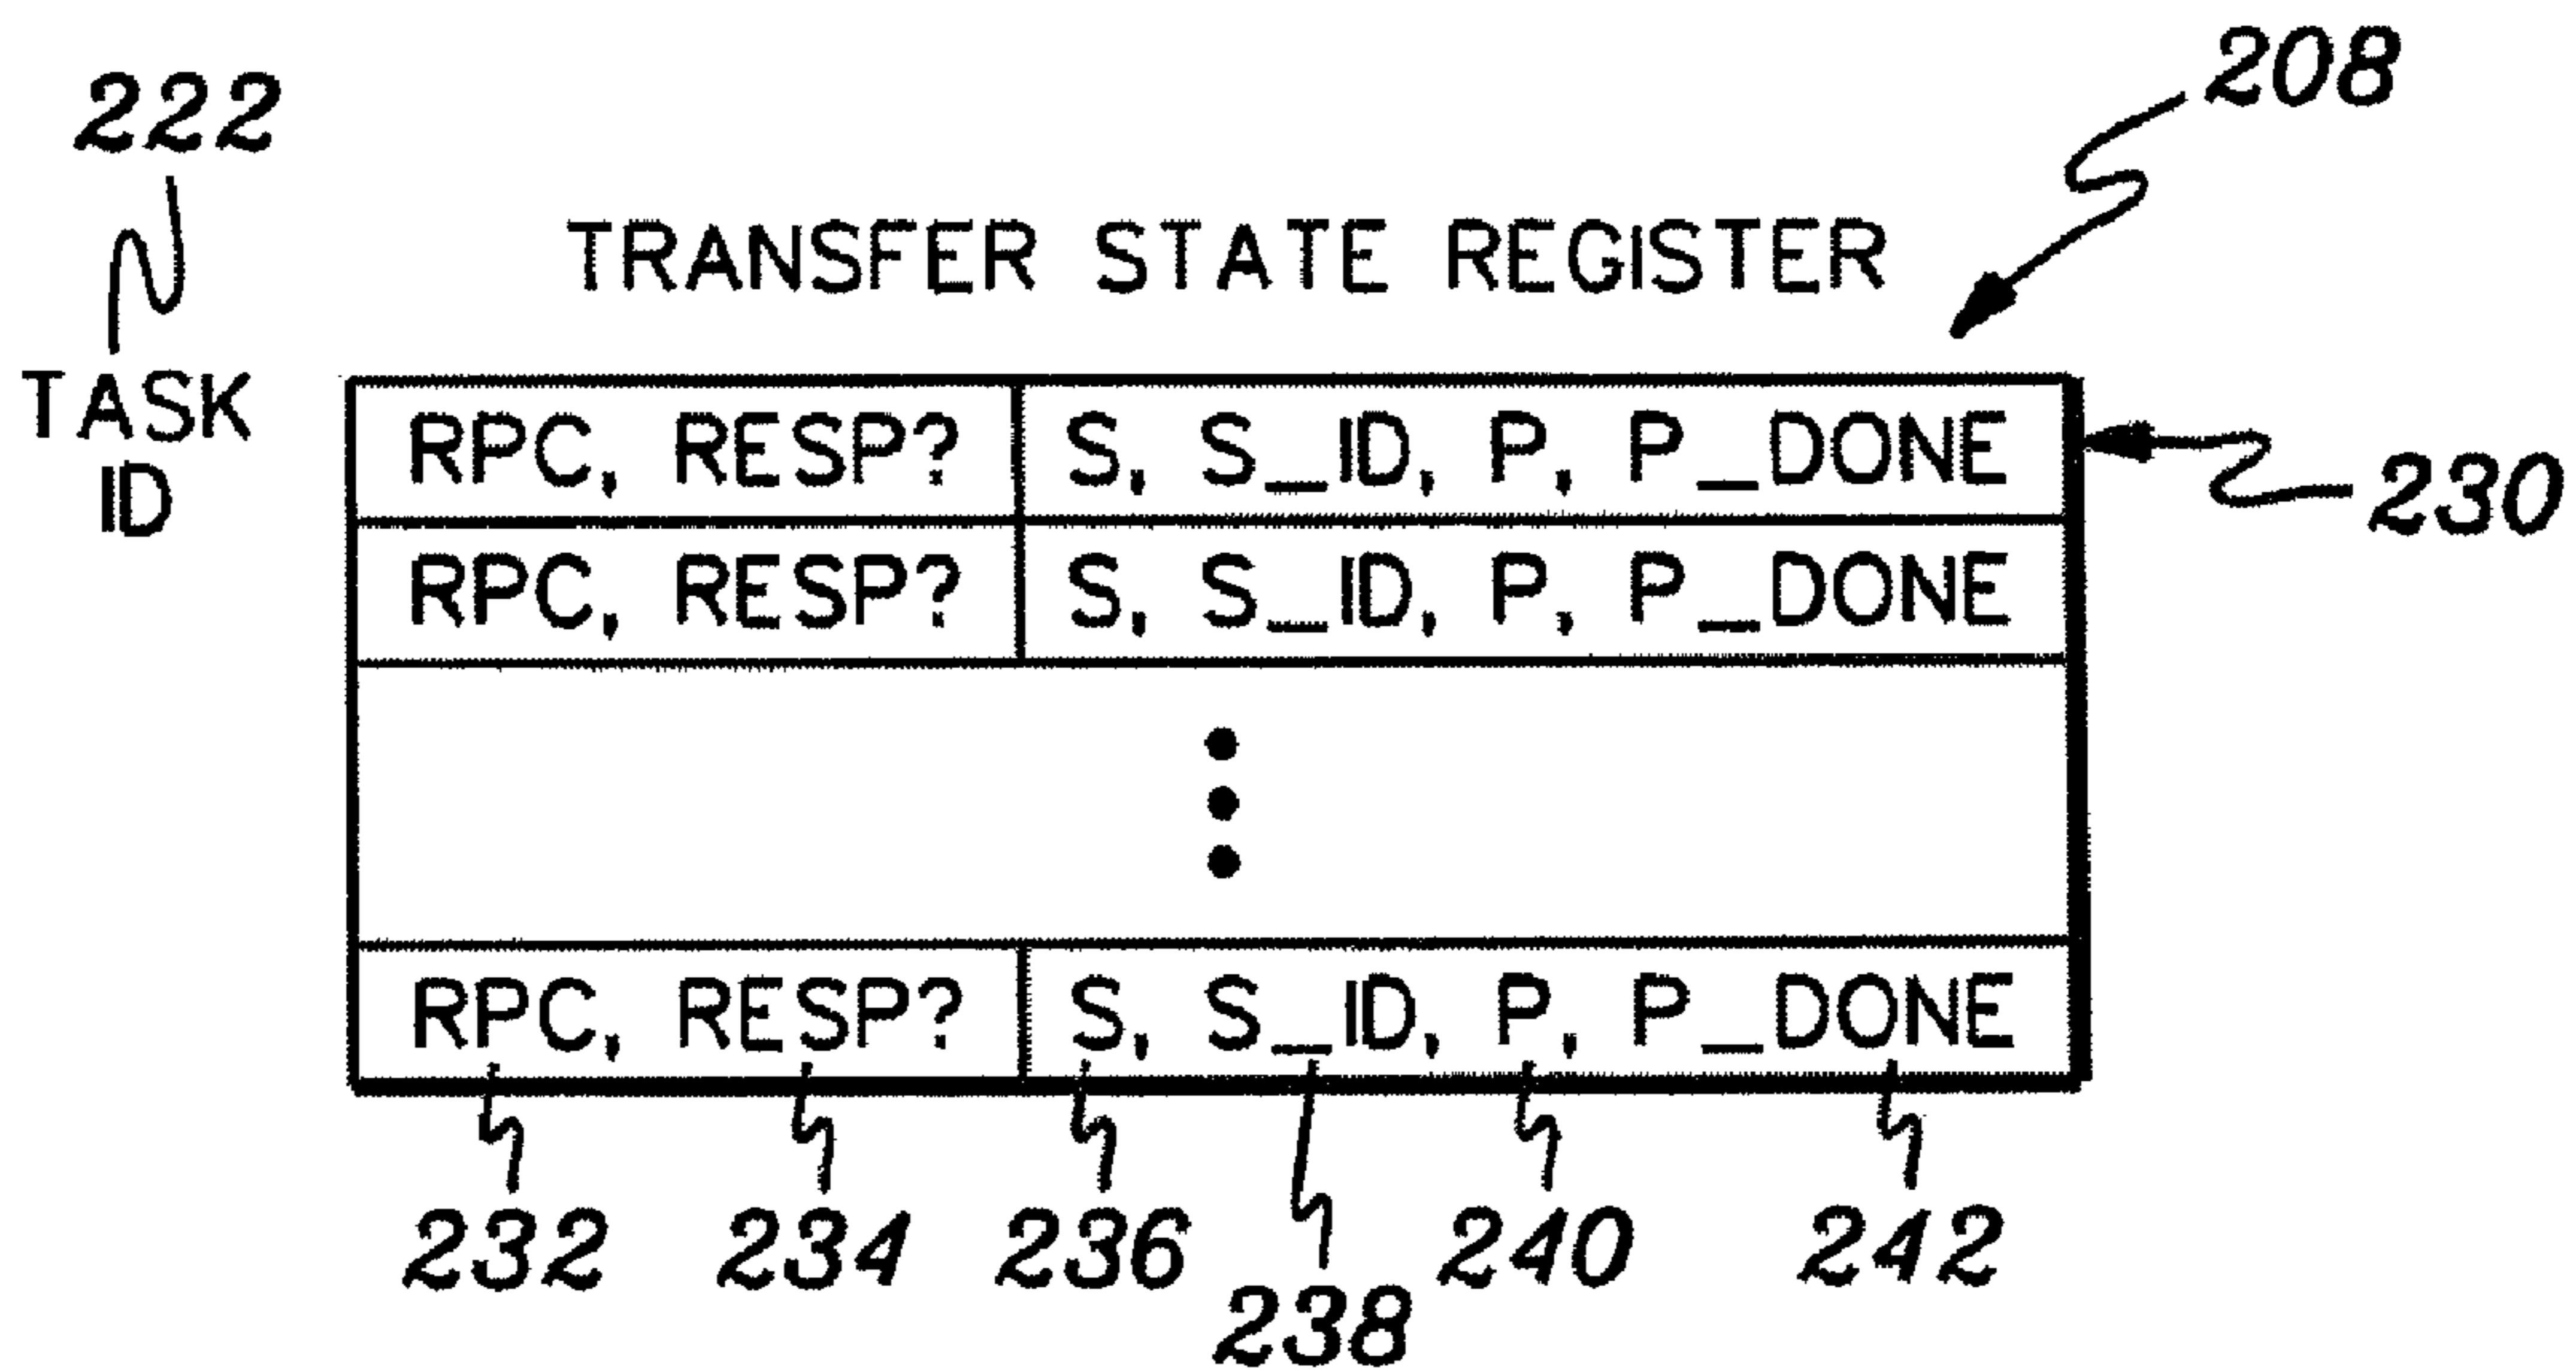 208
222
TRANSFER STATE REGISTER
TASK
ID
RPC, RESP? S, S_ID, P, P_DONE
230
RPC, RESP? S, S_ID, P, P_DONE
RPC, RESP? S, S_ID, P, P_DONE
232 234 236 238 240 242